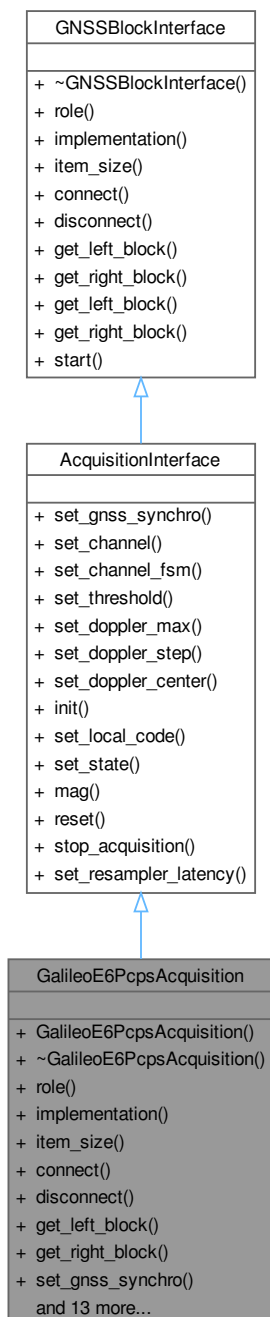 GNSSBlockInterface
+ ~GNSSBlockInterface()
+ role()
+ implementation()
+ item_size()
+ connect()
+ disconnect()
+ get_left_block()
+ get_right_block()
+ get_left_block()
+ get_right_block()
+ start()
AcquisitionInterface
+ set_gnss_synchro()
+ set_channel()
+ set_channel_fsm()
+ set_threshold()
+ set_doppler_max()
+ set_doppler_step()
+ set_doppler_center()
+ init()
+ set_local_code()
+ set_state()
+ mag()
+ reset()
+ stop_acquisition()
+ set_resampler_latency()
GalileoE6PcpsAcquisition
+ GalileoE6PcpsAcquisition()
+ ~GalileoE6PcpsAcquisition()
+ role()
+ implementation()
+ item_size()
+ connect()
+ disconnect()
+ get_left_block()
+ get_right_block()
+ set_gnss_synchro()
and 13 more...